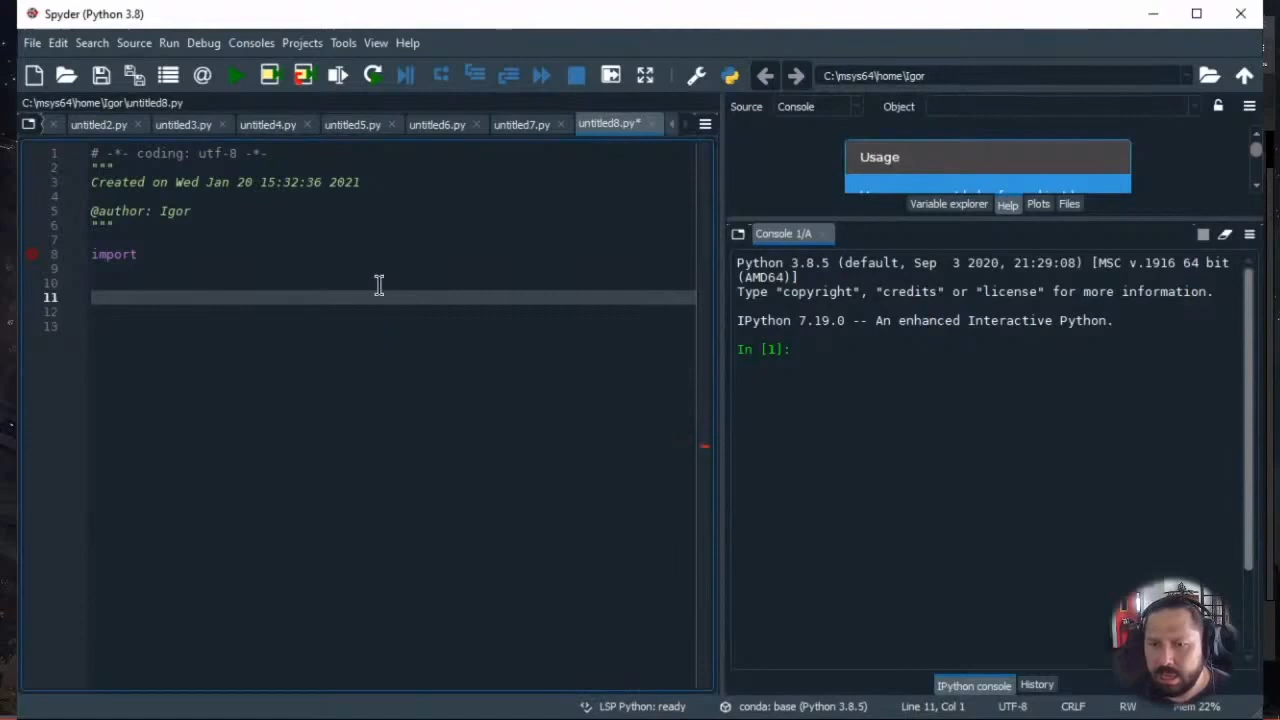 Spyder (Python 3.8)
File Edit Search Source Run Debug Consoles Projects Tools View Help
C:\msys64\home\Igor
C:\msys64\home\Igor\untitled8.py
untitled2.py untitled3.py untitled4.py untitled5.py untitled6.py untitled7.py untitled8.py*
1 # -*- coding: utf-8 -*-
2 """
3 Created on Wed Jan 20 15:32:36 2021
4
5 @author: Igor
6 """
7
8 import
9
10
11
12
13
Source Console Object
Usage
Variable explorer Help Plots Files
Console 1/A
Python 3.8.5 (default, Sep 3 2020, 21:29:08) [MSC v.1916 64 bit
(AMD64)]
Type "copyright", "credits" or "license" for more information.
IPython 7.19.0 -- An enhanced Interactive Python.
In [1]:
IPython console History
LSP Python: ready conda: base (Python 3.8.5) Line 11, Col 1 UTF-8 CRLF RW Mem 22%